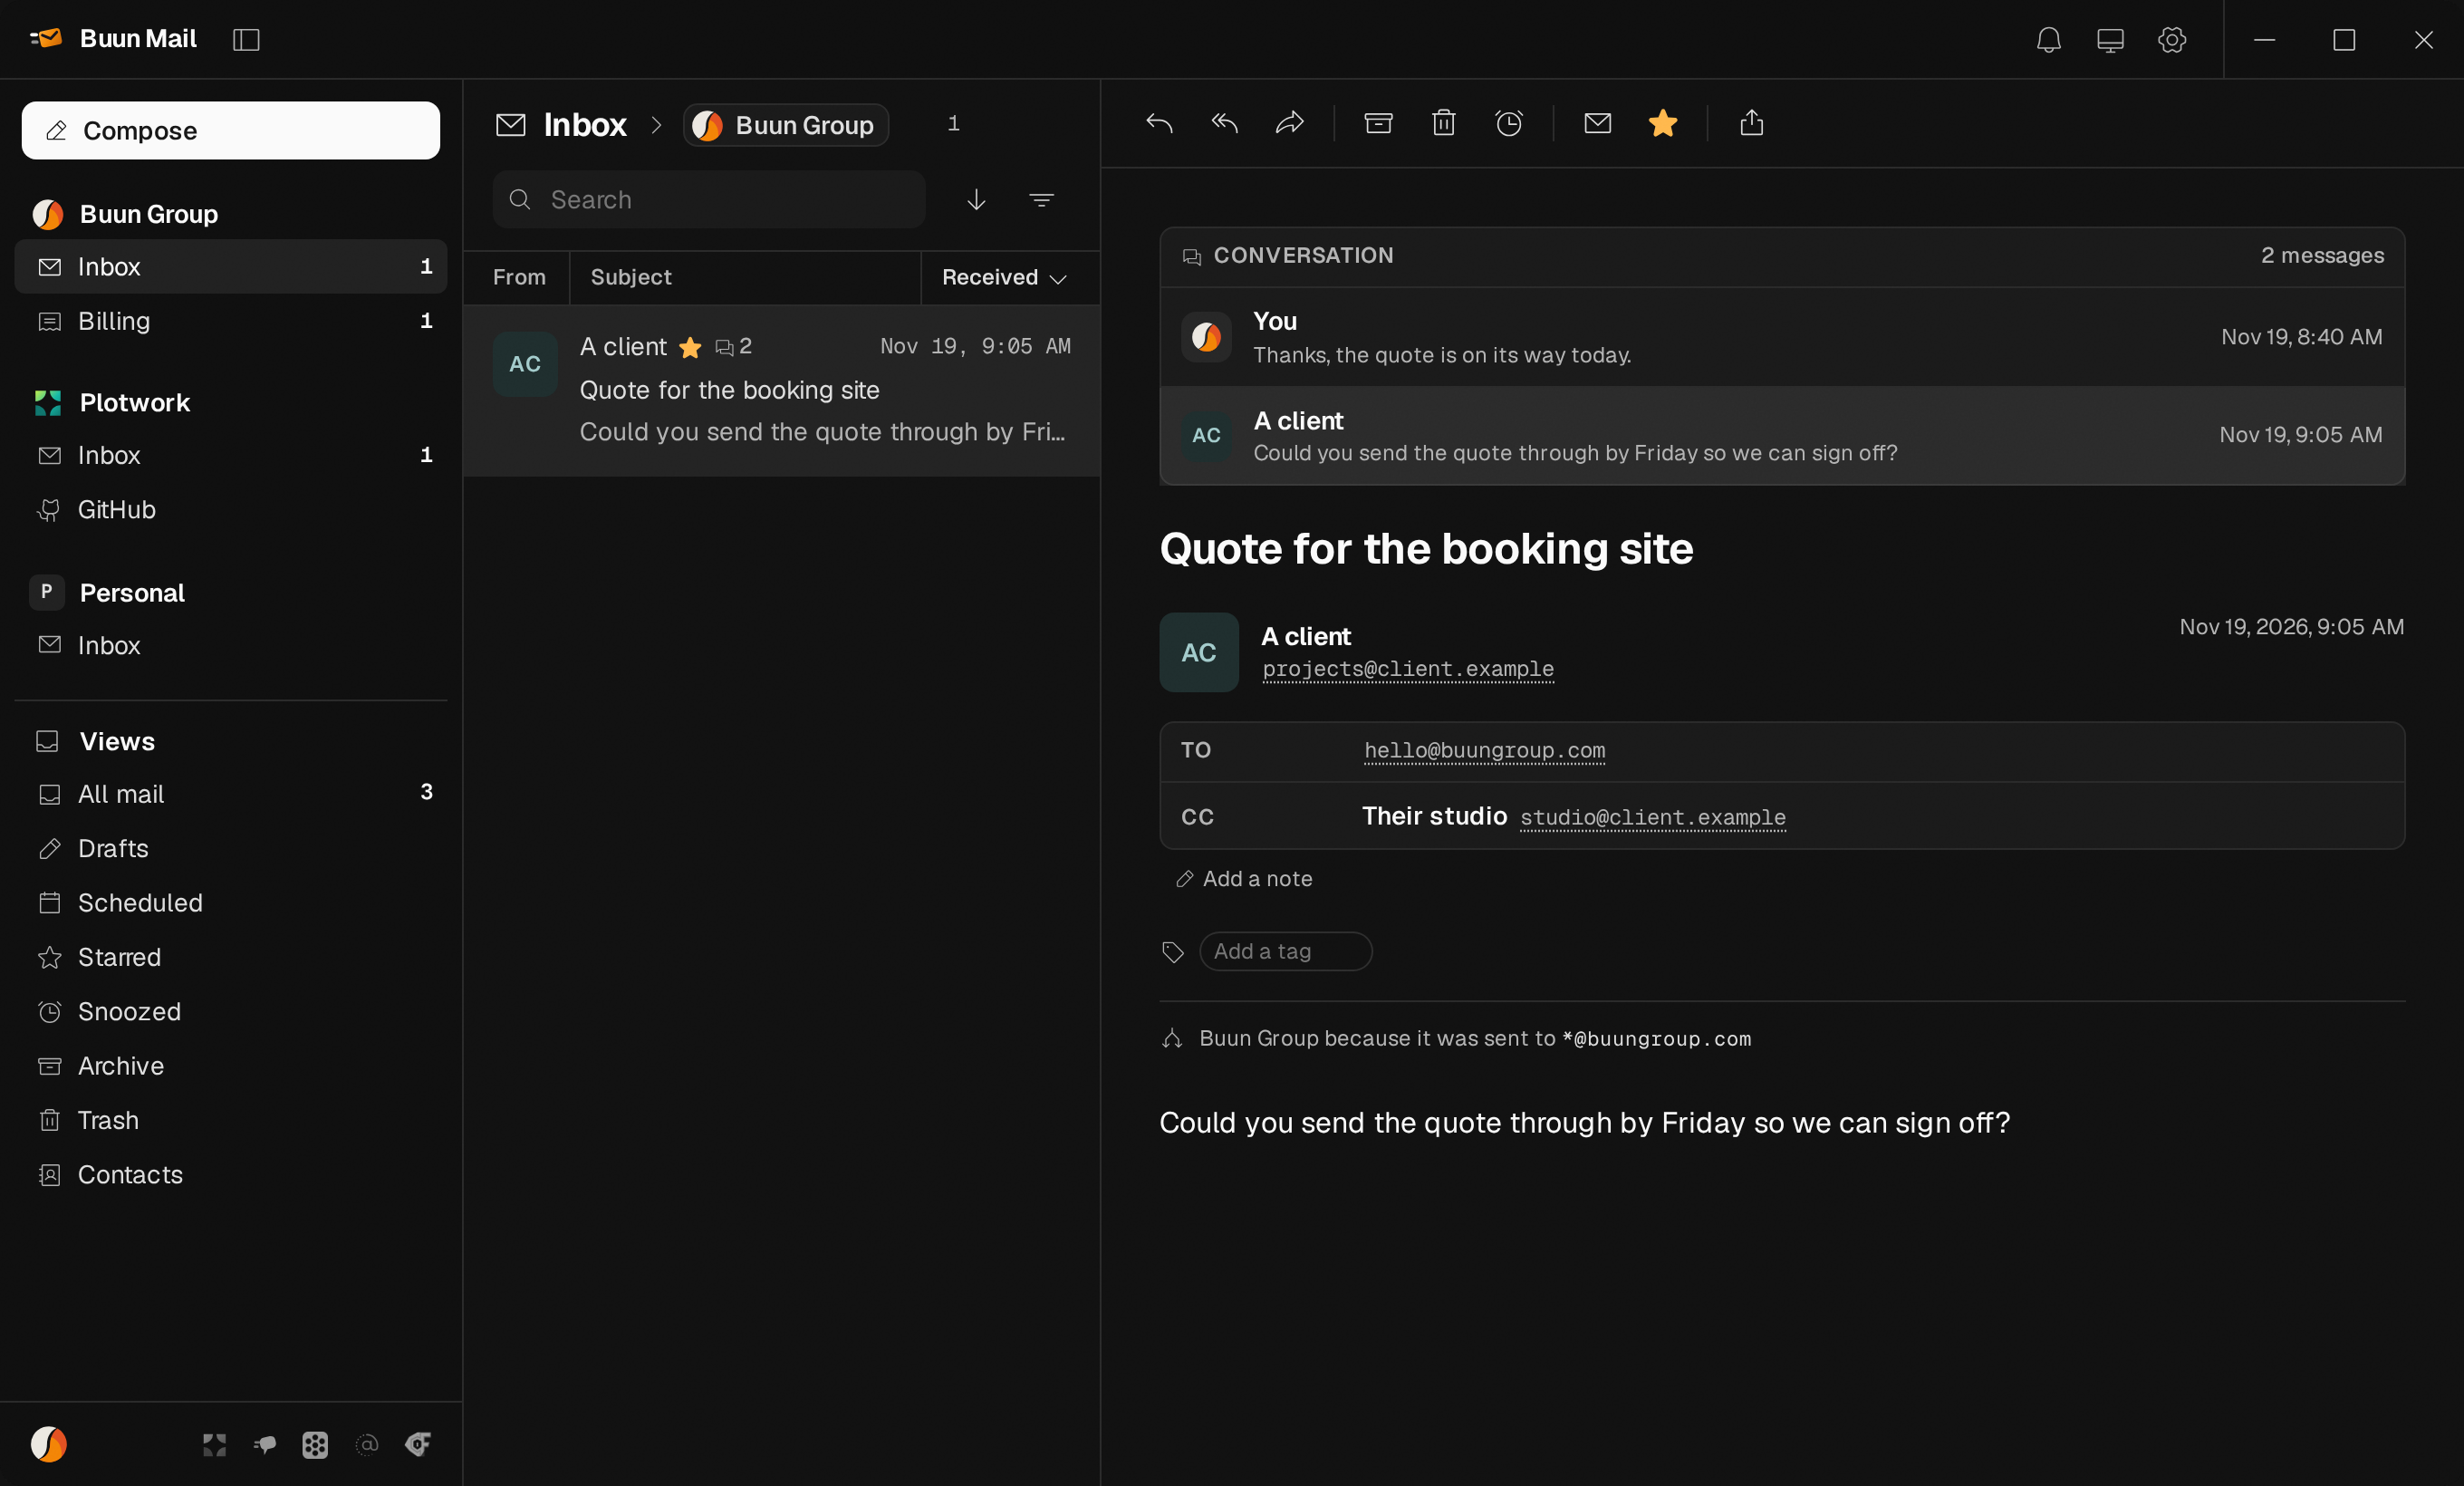 Buun Mail
Compose
Buun Group
Inbox 1
Billing 1
Plotwork
Inbox 1
GitHub
P Personal
Inbox
Views
All mail 3
Drafts
Scheduled
Starred
Snoozed
Archive
Trash
Contacts
Inbox Buun Group 1
Search
From Subject Received
AC A client 2 Nov 19, 9:05 AM
Quote for the booking site
Could you send the quote through by Fri...
CONVERSATION 2 messages
You
Thanks, the quote is on its way today.
Nov 19, 8:40 AM
AC A client
Could you send the quote through by Friday so we can sign off?
Nov 19, 9:05 AM
Quote for the booking site
AC A client
projects@client.example
Nov 19, 2026, 9:05 AM
TO hello@buungroup.com
CC Their studio studio@client.example
Add a note
Add a tag
Buun Group because it was sent to *@buungroup.com
Could you send the quote through by Friday so we can sign off?